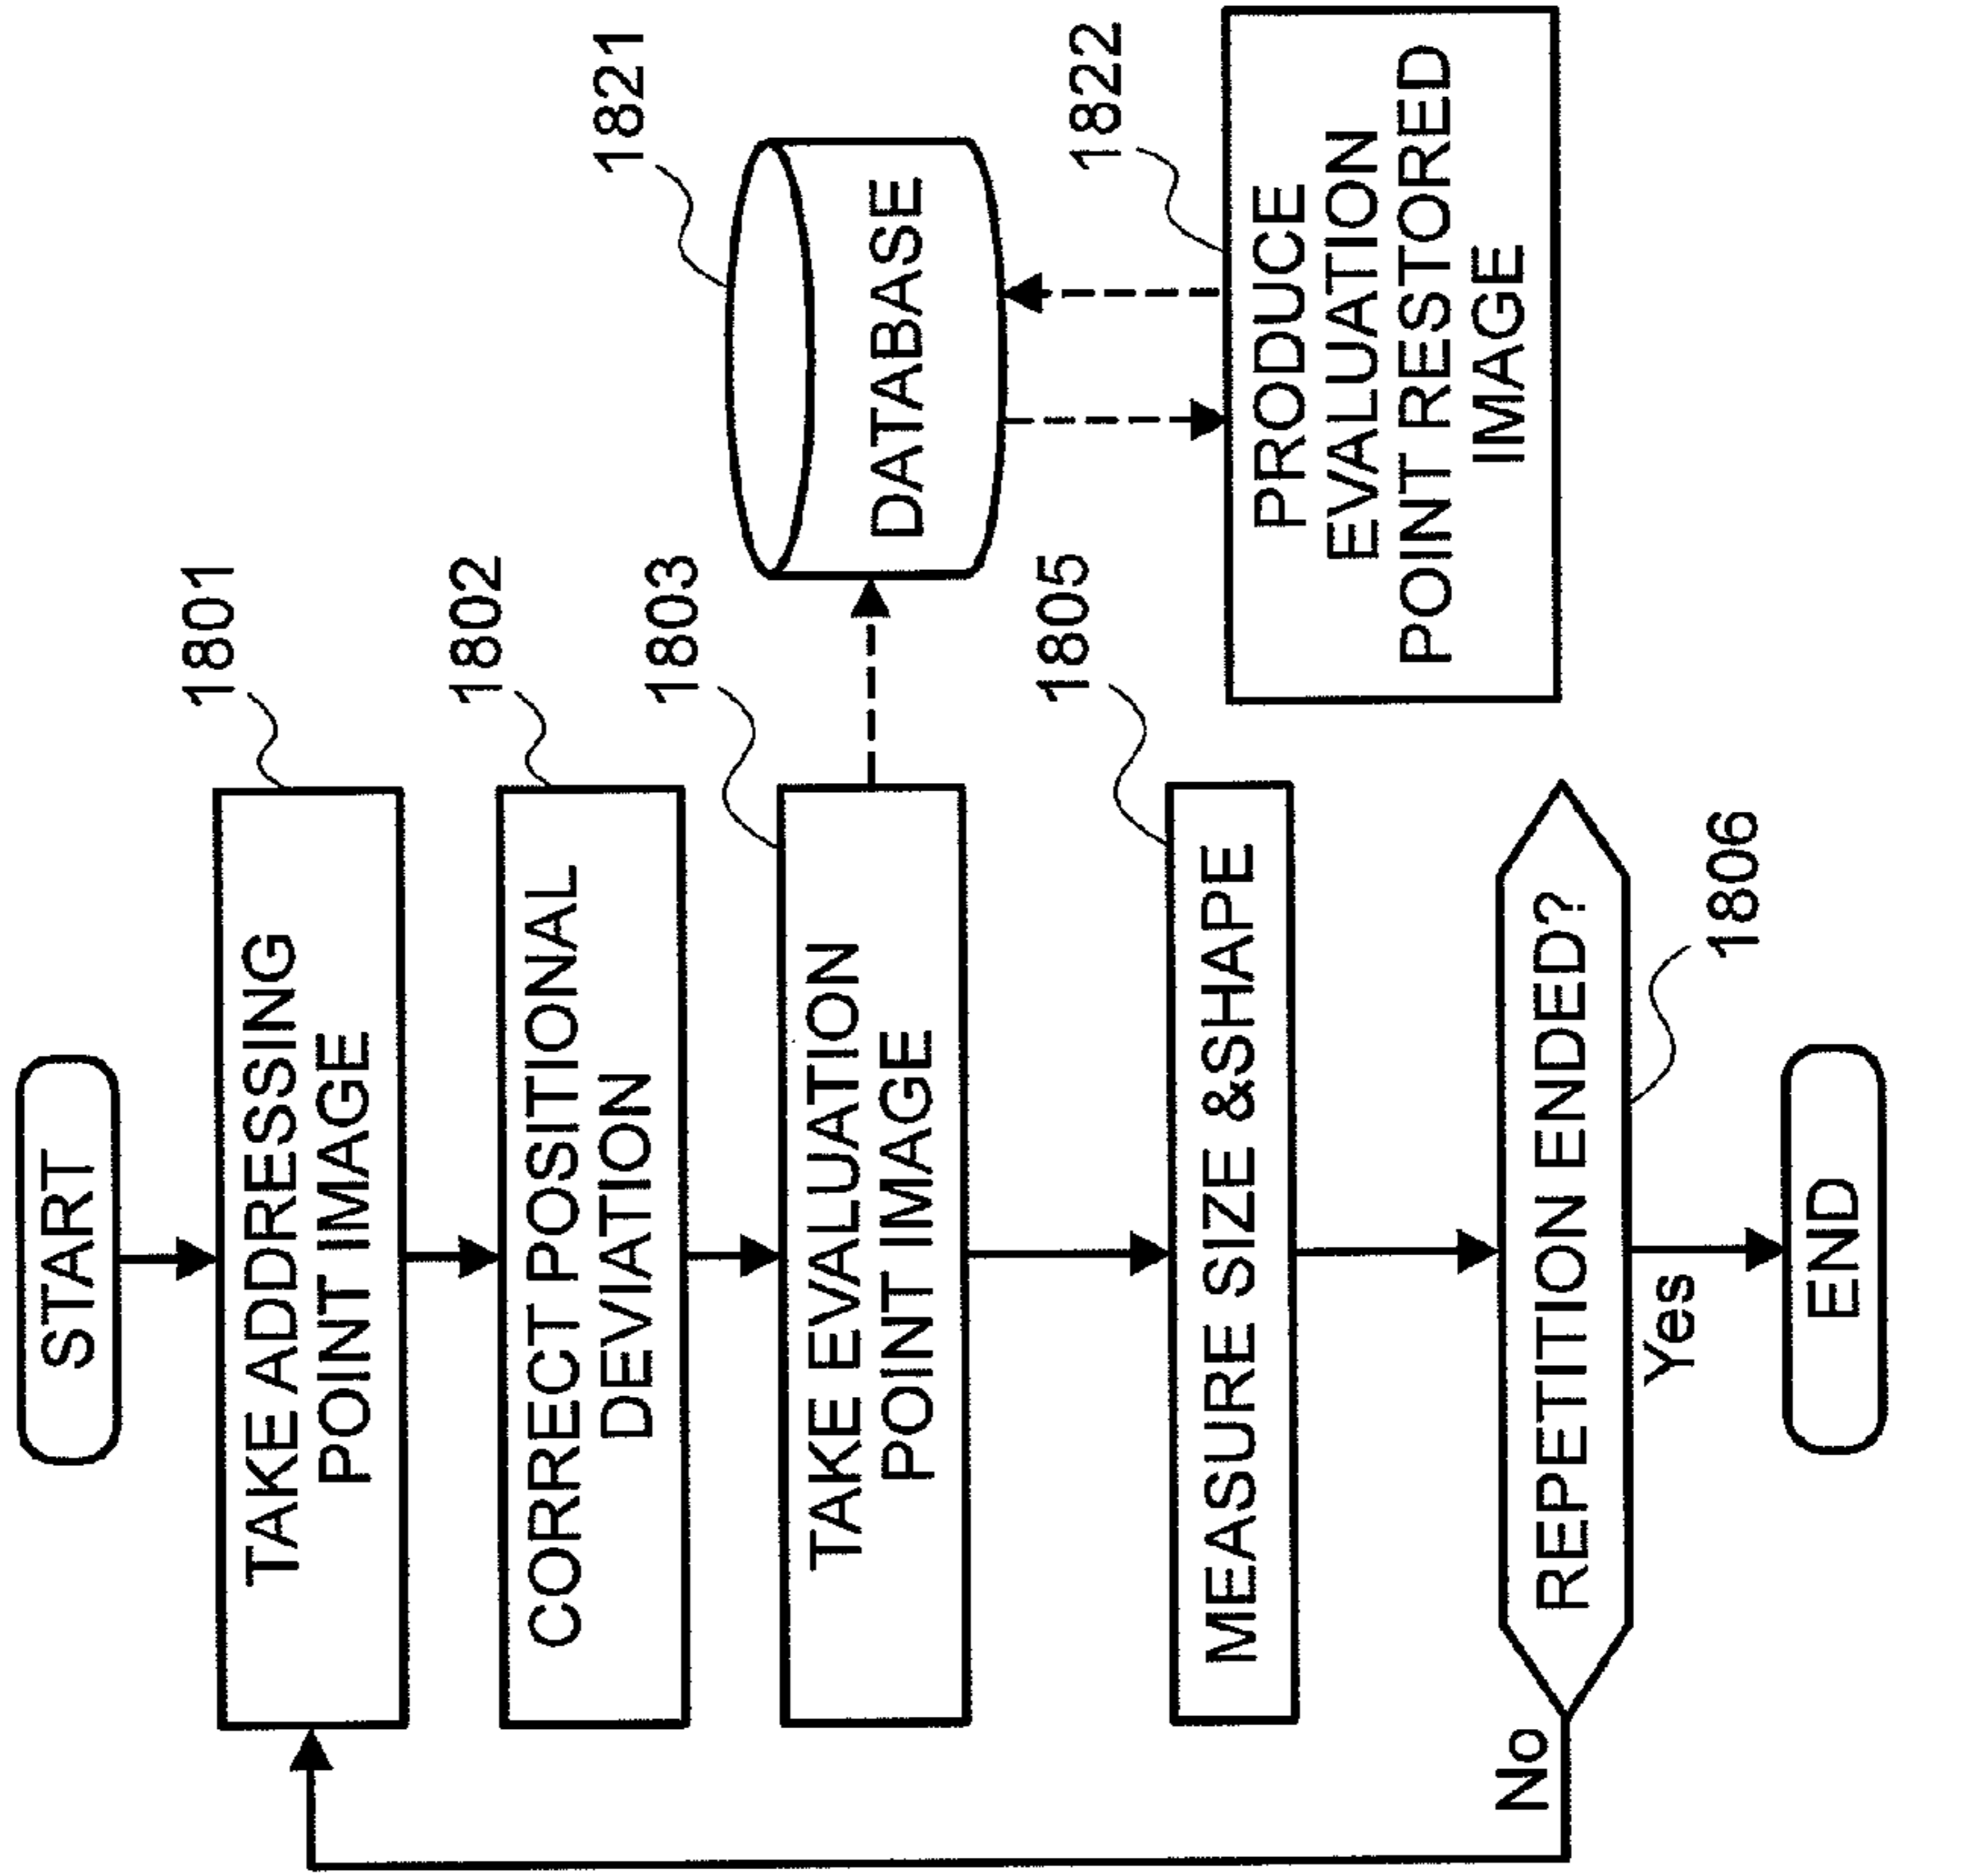 START
1801
TAKE ADDRESSING
POINT IMAGE
1802
CORRECT POSITIONAL
DEVIATION
1803
TAKE EVALUATION
POINT IMAGE
1821
DATABASE
1805
MEASURE SIZE &SHAPE
1822
PRODUCE
EVALUATION
POINT RESTORED
IMAGE
REPETITION ENDED?
1806
No
Yes
END